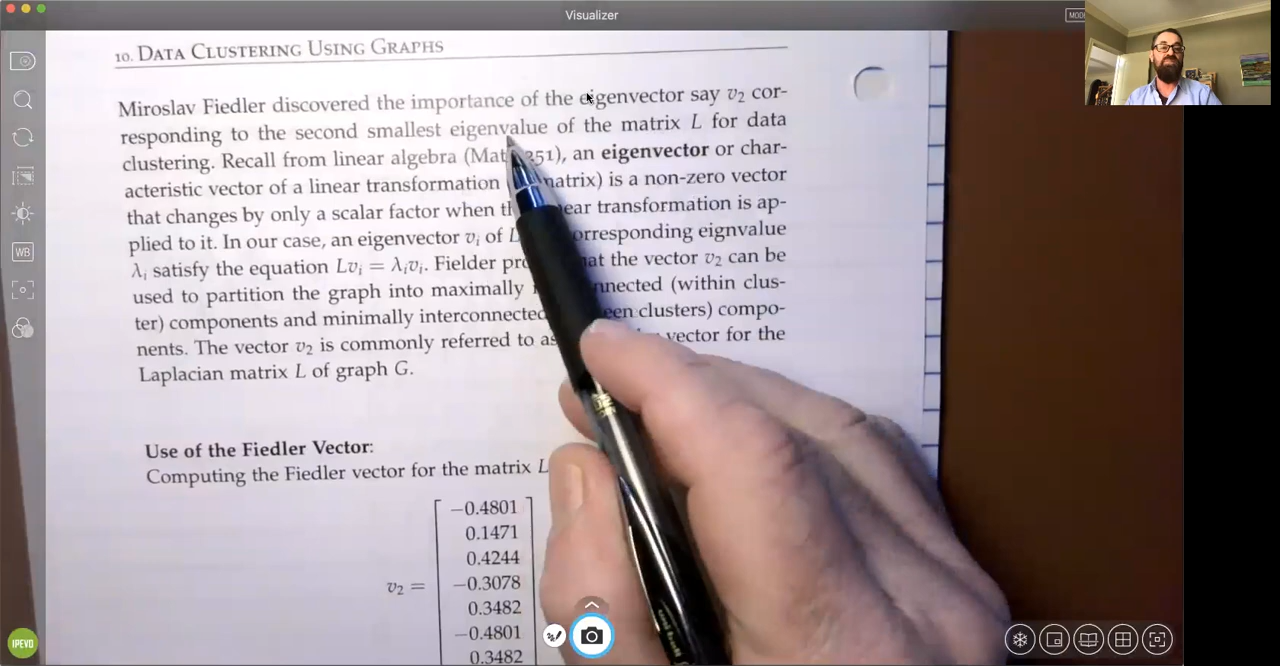 Visualizer
MOD
10. DATA CLUSTERING USING GRAPHS
Miroslav Fiedler discovered the importance of the eigenvector say v₂ cor-
responding to the second smallest eigenvalue of the matrix L for data
clustering. Recall from linear algebra (Mat 251), an eigenvector or char-
acteristic vector of a linear transformation matrix) is a non-zero vector
that changes by only a scalar factor when th ear transformation is ap-
plied to it. In our case, an eigenvector vᵢ of L orresponding eignvalue
λᵢ satisfy the equation Lvᵢ = λᵢvᵢ. Fielder pro at the vector v₂ can be
used to partition the graph into maximally nnected (within clus-
ter) components and minimally interconnected een clusters) compo-
nents. The vector v₂ is commonly referred to as vector for the
Laplacian matrix L of graph G.
Use of the Fiedler Vector:
Computing the Fiedler vector for the matrix L
v₂ =
−0.4801
0.1471
0.4244
−0.3078
0.3482
−0.4801
0.3482
WB
IPEVO